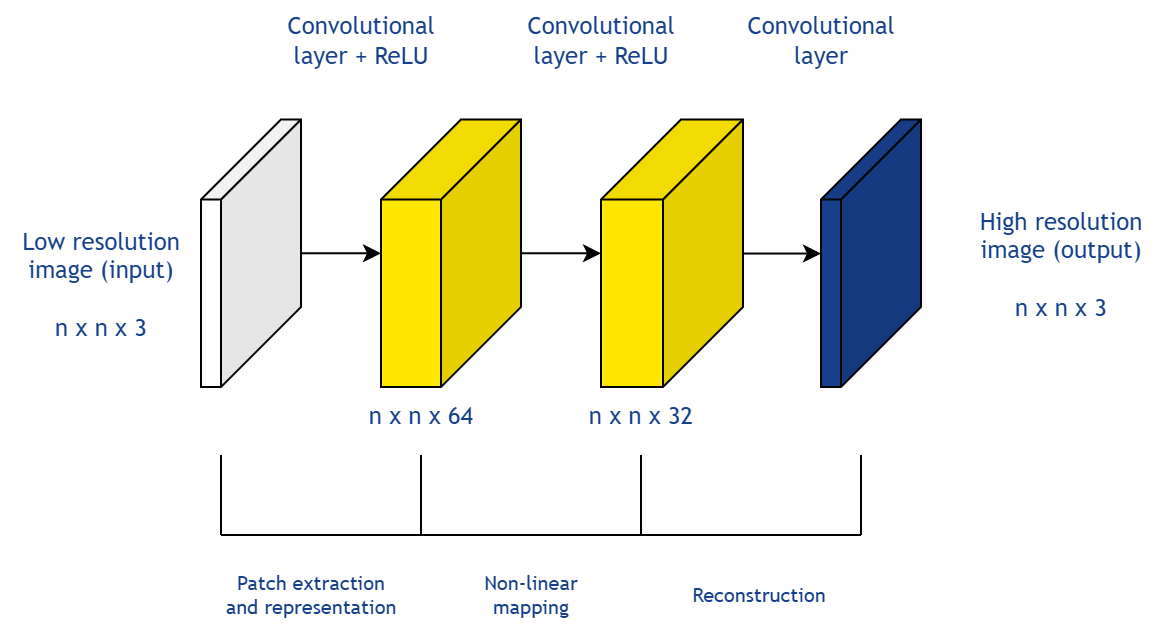 Convolutional
layer + ReLU
Convolutional
layer + ReLU
Convolutional
layer
Low resolution
image (input)
n x n x 3
n x n x 64
n x n x 32
High resolution
image (output)
n x n x 3
Patch extraction
and representation
Non-linear
mapping
Reconstruction